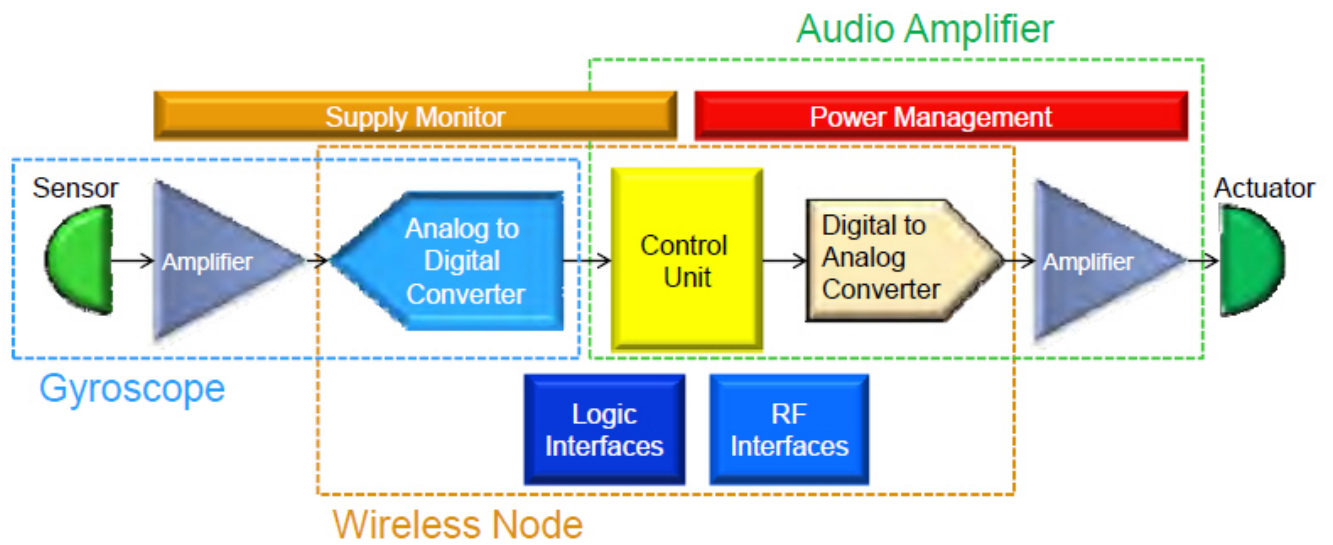 Audio Amplifier
Supply Monitor
Power Management
Sensor
Amplifier
Analog to
Digital
Converter
Control
Unit
Digital to
Analog
Converter
Amplifier
Actuator
Gyroscope
Logic
Interfaces
RF
Interfaces
Wireless Node